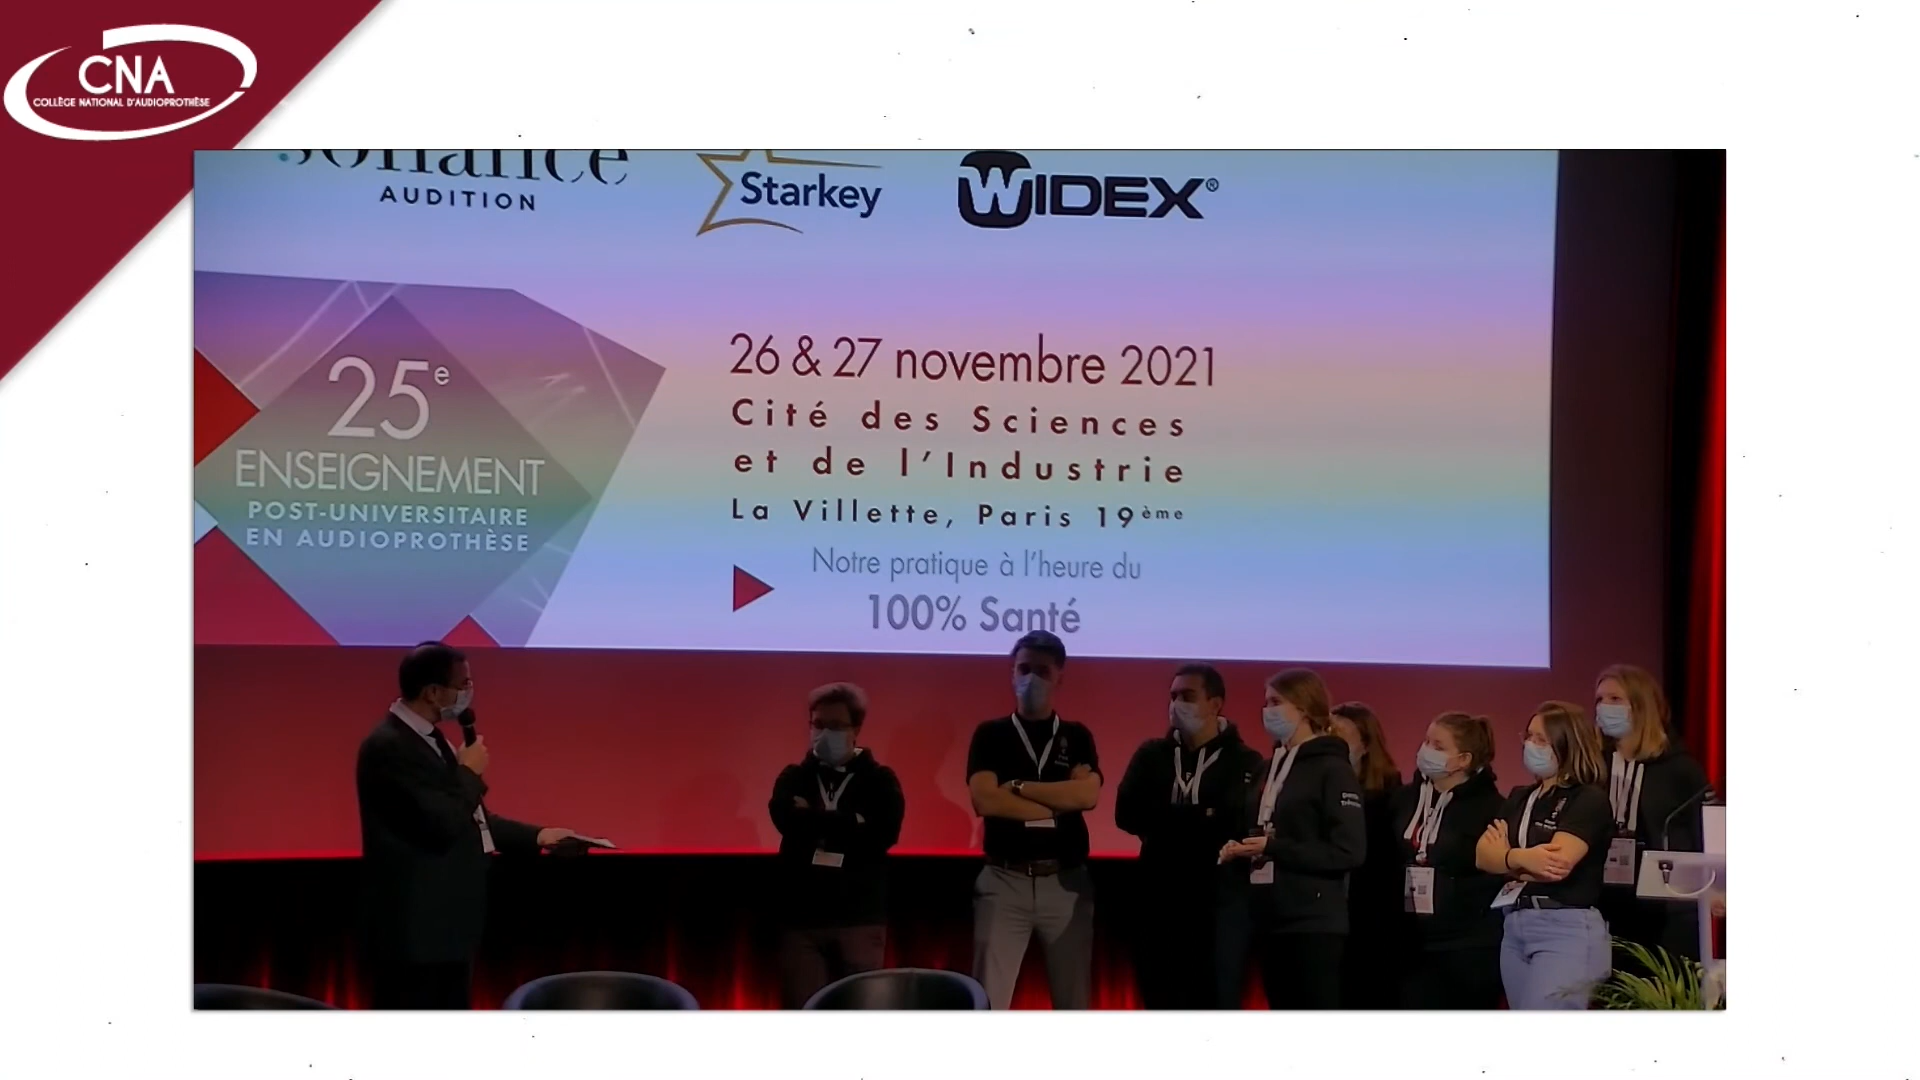 CNA
COLLÈGE NATIONAL D'AUDIOPROTHÈSE
AUDITION
Starkey
WIDEX®
25e
ENSEIGNEMENT
POST-UNIVERSITAIRE
EN AUDIOPROTHÈSE
26 & 27 novembre 2021
Cité des Sciences
et de l'Industrie
La Villette, Paris 19ème
Notre pratique à l'heure du
100% Santé